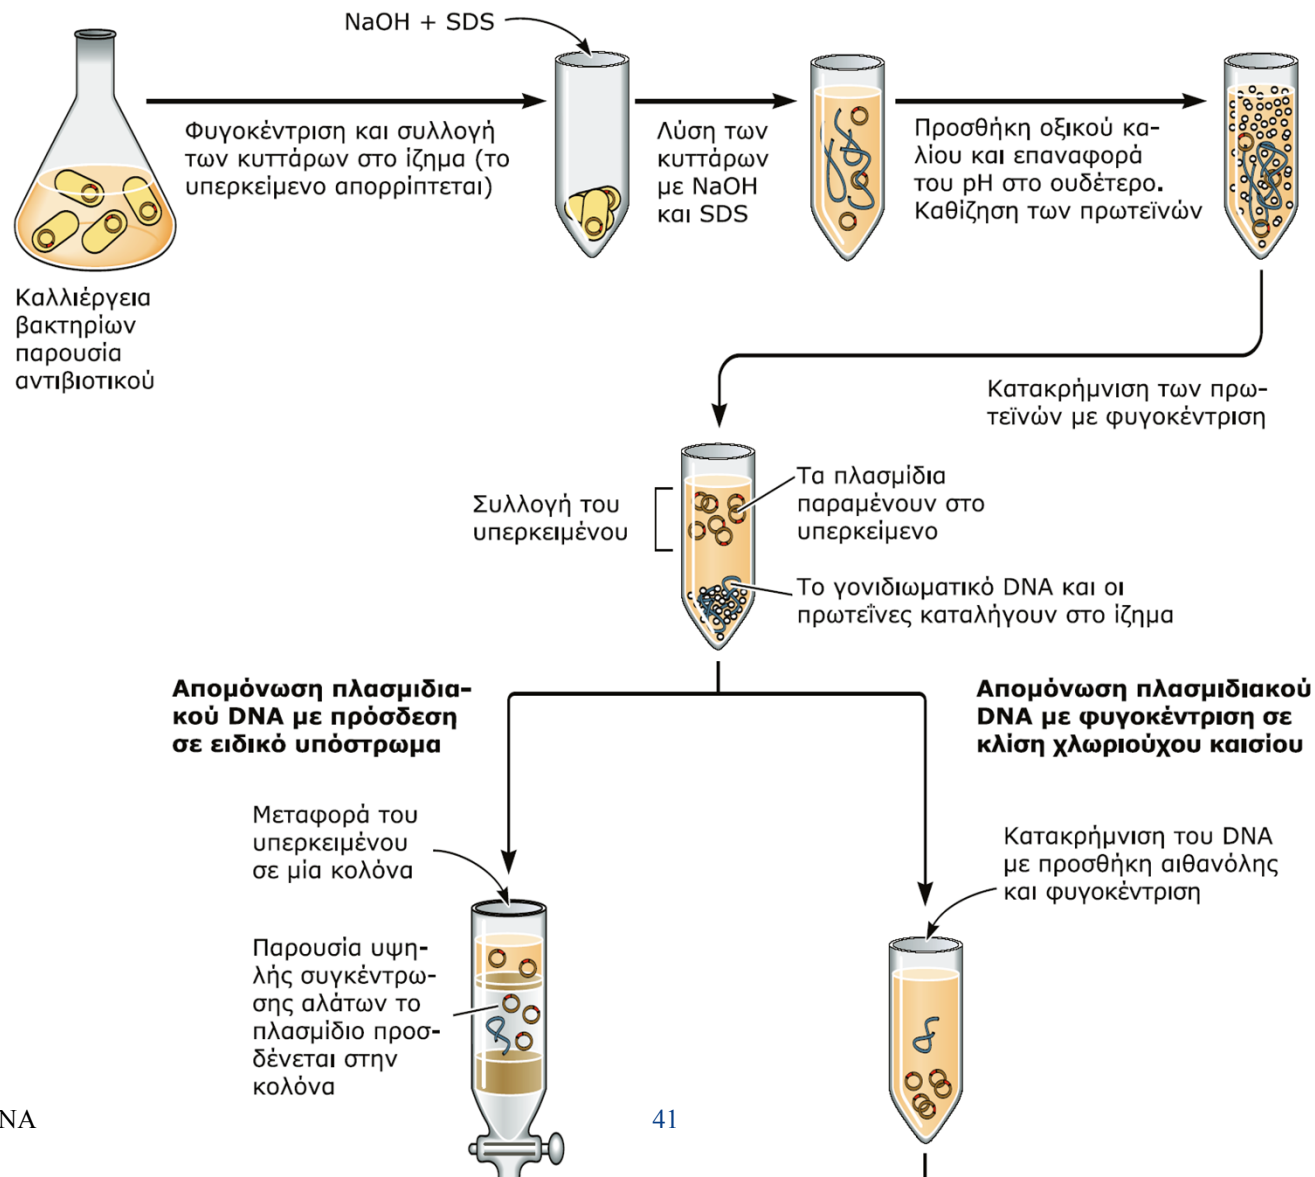 NaOH + SDS
Φυγοκέντριση και συλλογή
των κυττάρων στο ίζημα (το
υπερκείμενο απορρίπτεται)
Λύση των
κυττάρων
με NaOH
και SDS
Προσθήκη οξικού κα-
λίου και επαναφορά
του pH στο ουδέτερο.
Καθίζηση των πρωτεϊνών
Καλλιέργεια
βακτηρίων
παρουσία
αντιβιοτικού
Κατακρήμνιση των πρω-
τεϊνών με φυγοκέντριση
Συλλογή του
υπερκειμένου
Τα πλασμίδια
παραμένουν στο
υπερκείμενο
Το γονιδιωματικό DNA και οι
πρωτεΐνες καταλήγουν στο ίζημα
Απομόνωση πλασμιδια-
κού DNA με πρόσδεση
σε ειδικό υπόστρωμα
Απομόνωση πλασμιδιακού
DNA με φυγοκέντριση σε
κλίση χλωριούχου καισίου
Μεταφορά του
υπερκειμένου
σε μία κολόνα
Κατακρήμνιση του DNA
με προσθήκη αιθανόλης
και φυγοκέντριση
Παρουσία υψη-
λής συγκέντρω-
σης αλάτων το
πλασμίδιο προσ-
δένεται στην
κολόνα
NA
41